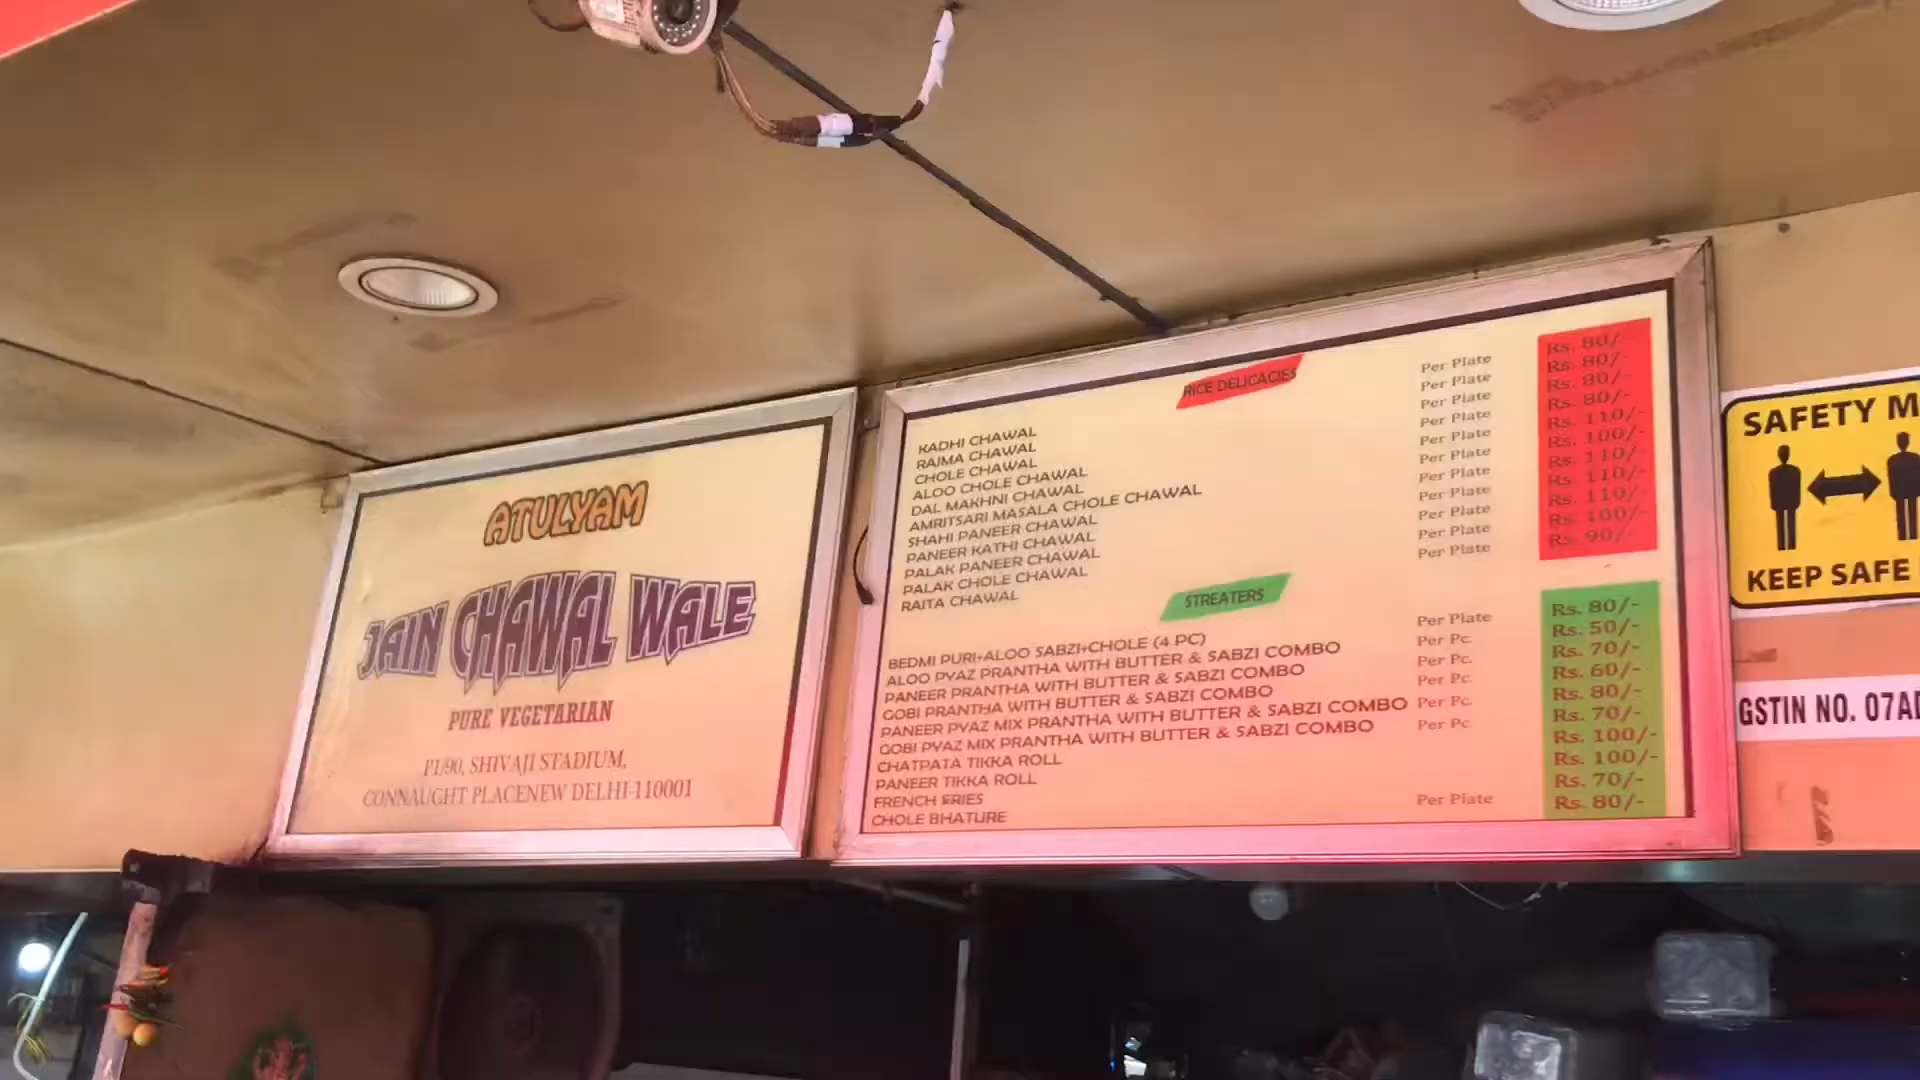 ATULYAM
JAIN CHAWAL WALE
PURE VEGETARIAN
P1/90, SHIVAJI STADIUM,
CONNAUGHT PLACENEW DELHI-110001
RICE DELICACIES
KADHI CHAWAL Per Plate Rs. 80/-
RAJMA CHAWAL Per Plate Rs. 80/-
CHOLE CHAWAL Per Plate Rs. 80/-
ALOO CHOLE CHAWAL Per Plate Rs. 80/-
DAL MAKHNI CHAWAL Per Plate Rs. 110/-
AMRITSARI MASALA CHOLE CHAWAL Per Plate Rs. 100/-
SHAHI PANEER CHAWAL Per Plate Rs. 110/-
PANEER KATHI CHAWAL Per Plate Rs. 110/-
PALAK PANEER CHAWAL Per Plate Rs. 110/-
PALAK CHOLE CHAWAL Per Plate Rs. 100/-
RAITA CHAWAL Per Plate Rs. 90/-
STREATERS
BEDMI PURI+ALOO SABZI+CHOLE (4 PC) Per Plate Rs. 80/-
ALOO PYAZ PRANTHA WITH BUTTER & SABZI COMBO Per Pc. Rs. 50/-
PANEER PRANTHA WITH BUTTER & SABZI COMBO Per Pc. Rs. 70/-
GOBI PRANTHA WITH BUTTER & SABZI COMBO Per Pc. Rs. 60/-
PANEER PYAZ MIX PRANTHA WITH BUTTER & SABZI COMBO Per Pc. Rs. 80/-
GOBI PYAZ MIX PRANTHA WITH BUTTER & SABZI COMBO Per Pc. Rs. 70/-
CHATPATA TIKKA ROLL Rs. 100/-
PANEER TIKKA ROLL Rs. 100/-
FRENCH FRIES Rs. 70/-
CHOLE BHATURE Per Plate Rs. 80/-
SAFETY M
KEEP SAFE
GSTIN NO. 07A